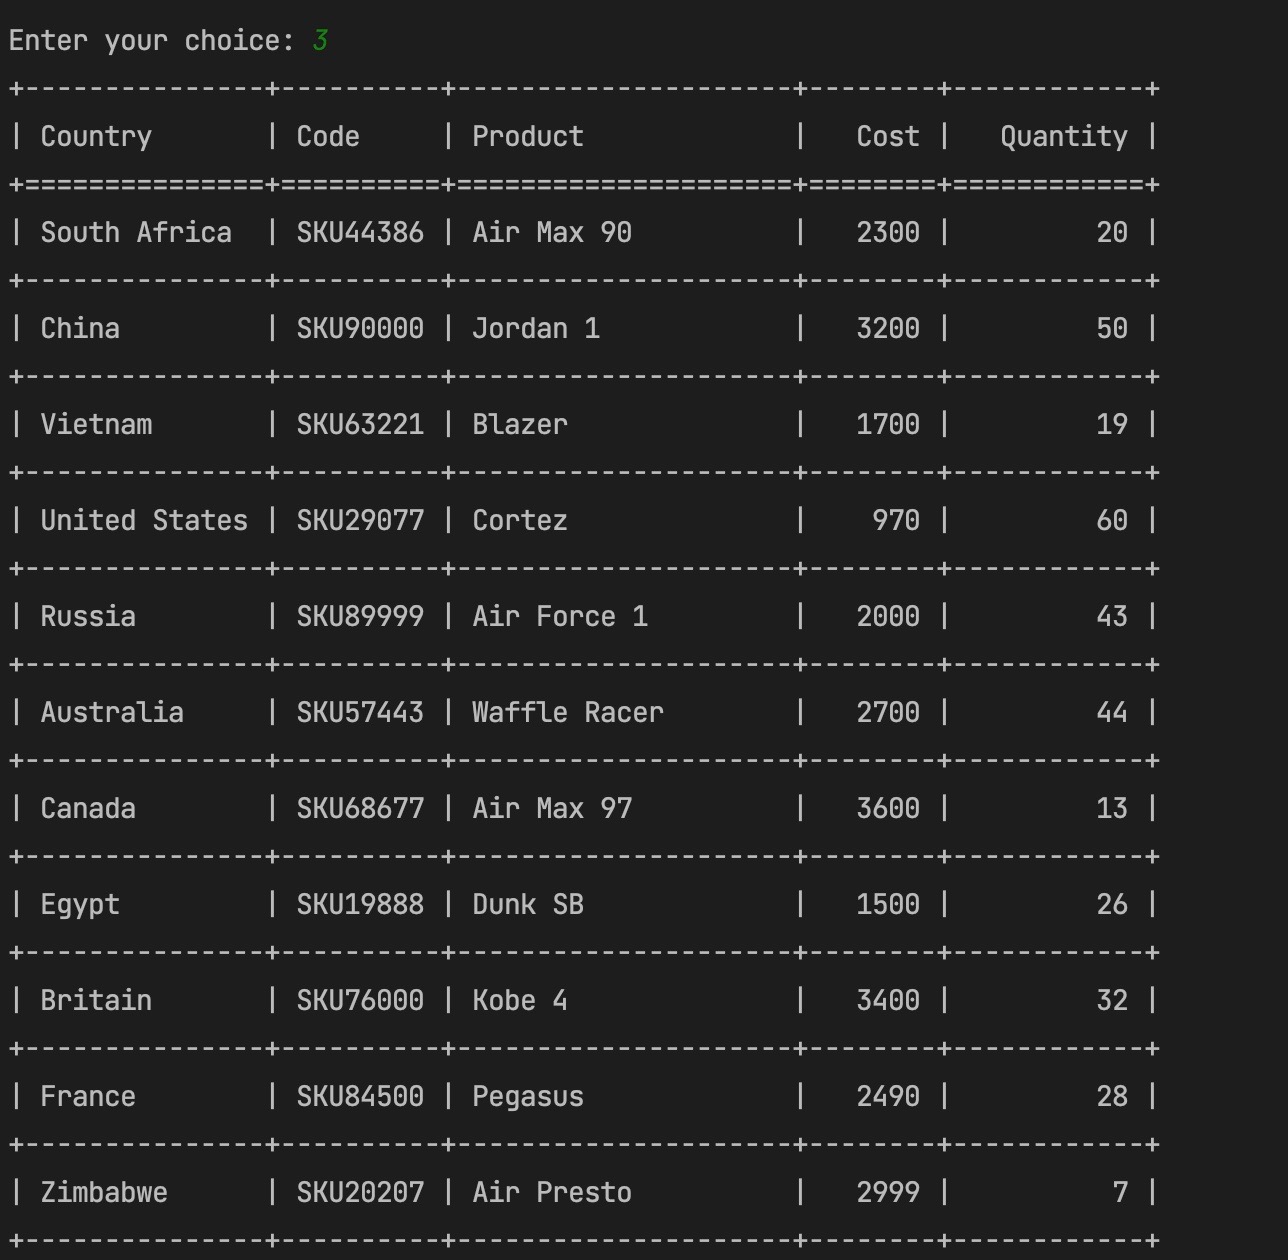 Enter your choice: 3
+---------------+----------+---------------------+--------+------------+
| Country       | Code     | Product             |   Cost |   Quantity |
+===============+==========+=====================+========+============+
| South Africa  | SKU44386 | Air Max 90          |   2300 |         20 |
+---------------+----------+---------------------+--------+------------+
| China         | SKU90000 | Jordan 1            |   3200 |         50 |
+---------------+----------+---------------------+--------+------------+
| Vietnam       | SKU63221 | Blazer              |   1700 |         19 |
+---------------+----------+---------------------+--------+------------+
| United States | SKU29077 | Cortez              |    970 |         60 |
+---------------+----------+---------------------+--------+------------+
| Russia        | SKU89999 | Air Force 1         |   2000 |         43 |
+---------------+----------+---------------------+--------+------------+
| Australia     | SKU57443 | Waffle Racer        |   2700 |         44 |
+---------------+----------+---------------------+--------+------------+
| Canada        | SKU68677 | Air Max 97          |   3600 |         13 |
+---------------+----------+---------------------+--------+------------+
| Egypt         | SKU19888 | Dunk SB             |   1500 |         26 |
+---------------+----------+---------------------+--------+------------+
| Britain       | SKU76000 | Kobe 4              |   3400 |         32 |
+---------------+----------+---------------------+--------+------------+
| France        | SKU84500 | Pegasus             |   2490 |         28 |
+---------------+----------+---------------------+--------+------------+
| Zimbabwe      | SKU20207 | Air Presto          |   2999 |          7 |
+---------------+----------+---------------------+--------+------------+